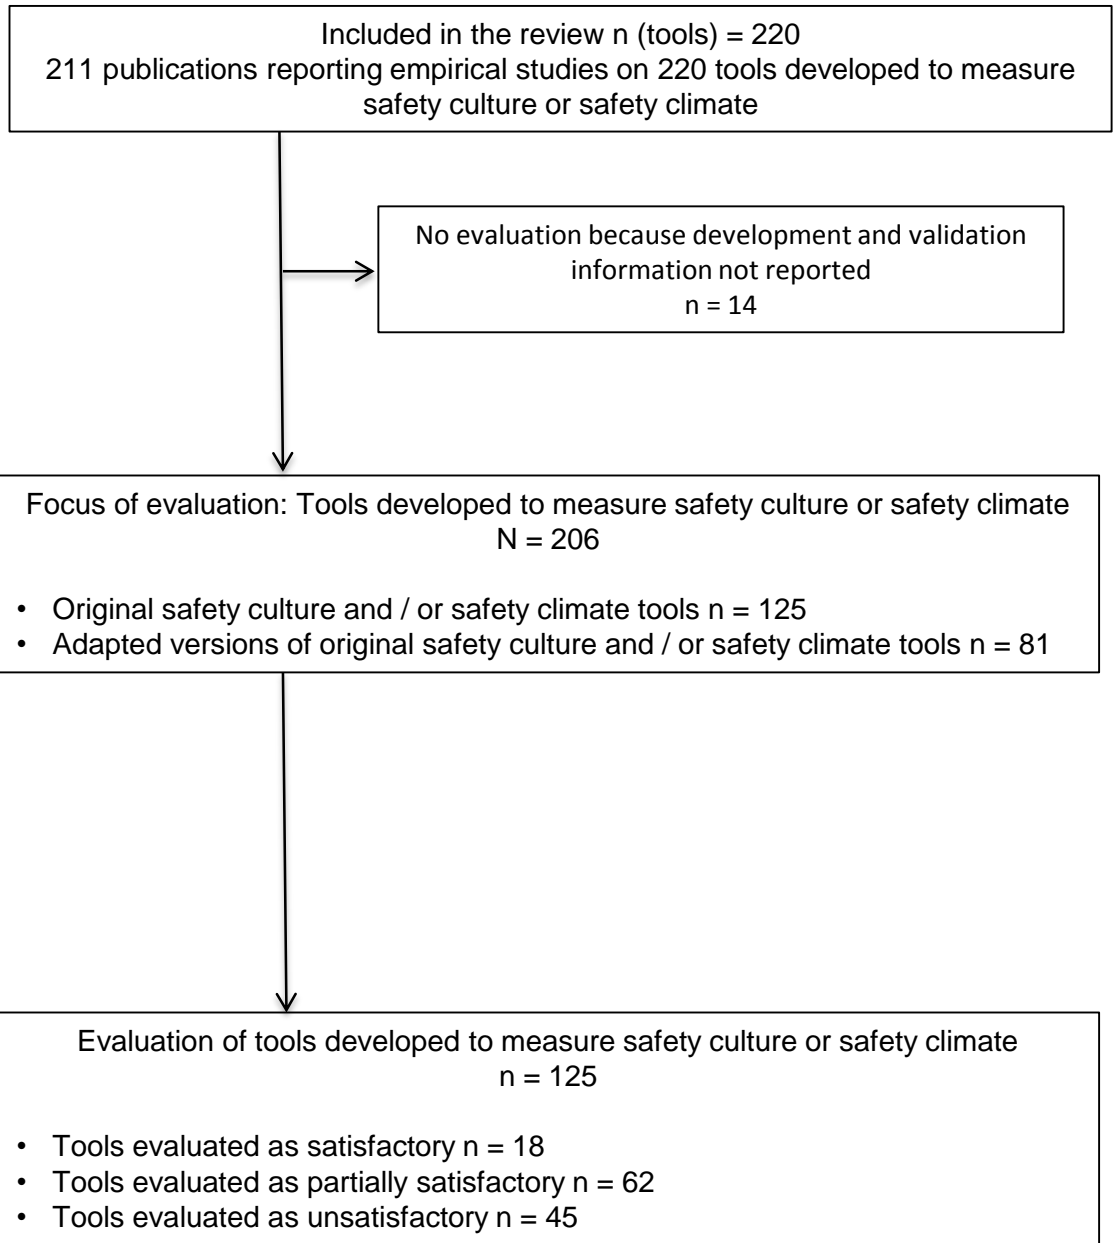 Included in the review n (tools) = 220
211 publications reporting empirical studies on 220 tools developed to measure
safety culture or safety climate
No evaluation because development and validation
information not reported
n = 14
Focus of evaluation: Tools developed to measure safety culture or safety climate
N = 206
• Original safety culture and / or safety climate tools n = 125
• Adapted versions of original safety culture and / or safety climate tools n = 81
Evaluation of tools developed to measure safety culture or safety climate
n = 125
• Tools evaluated as satisfactory n = 18
• Tools evaluated as partially satisfactory n = 62
• Tools evaluated as unsatisfactory n = 45